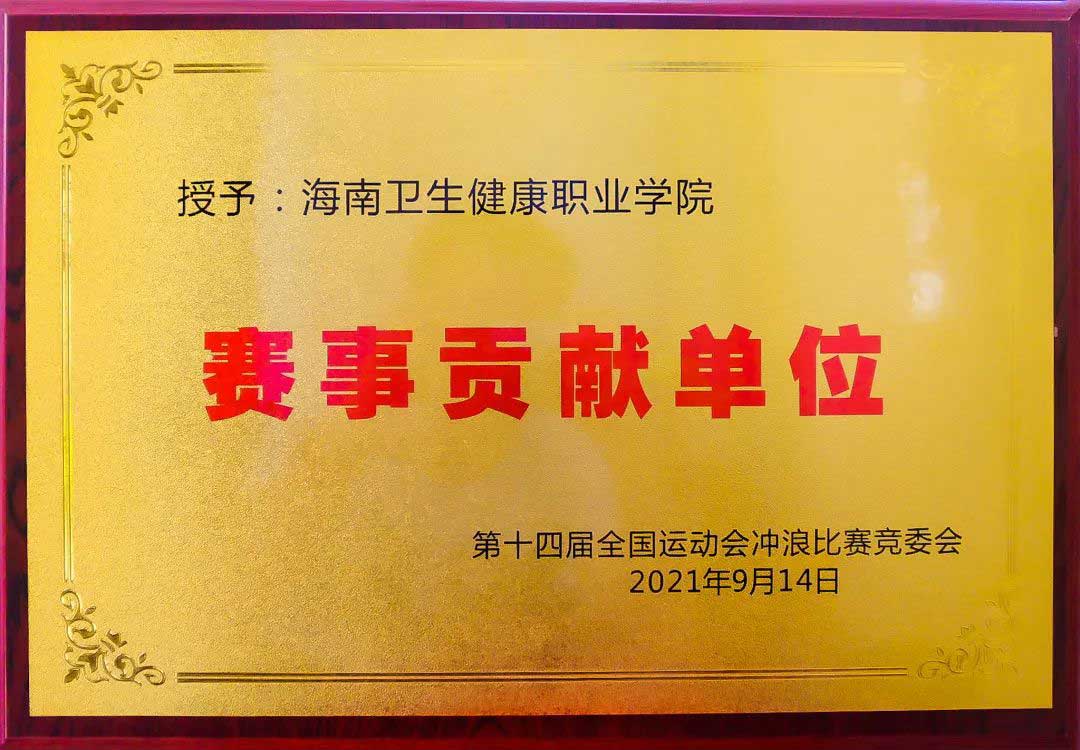 授予：海南卫生健康职业学院
赛事贡献单位
第十四届全国运动会冲浪比赛竞委会
2021年9月14日